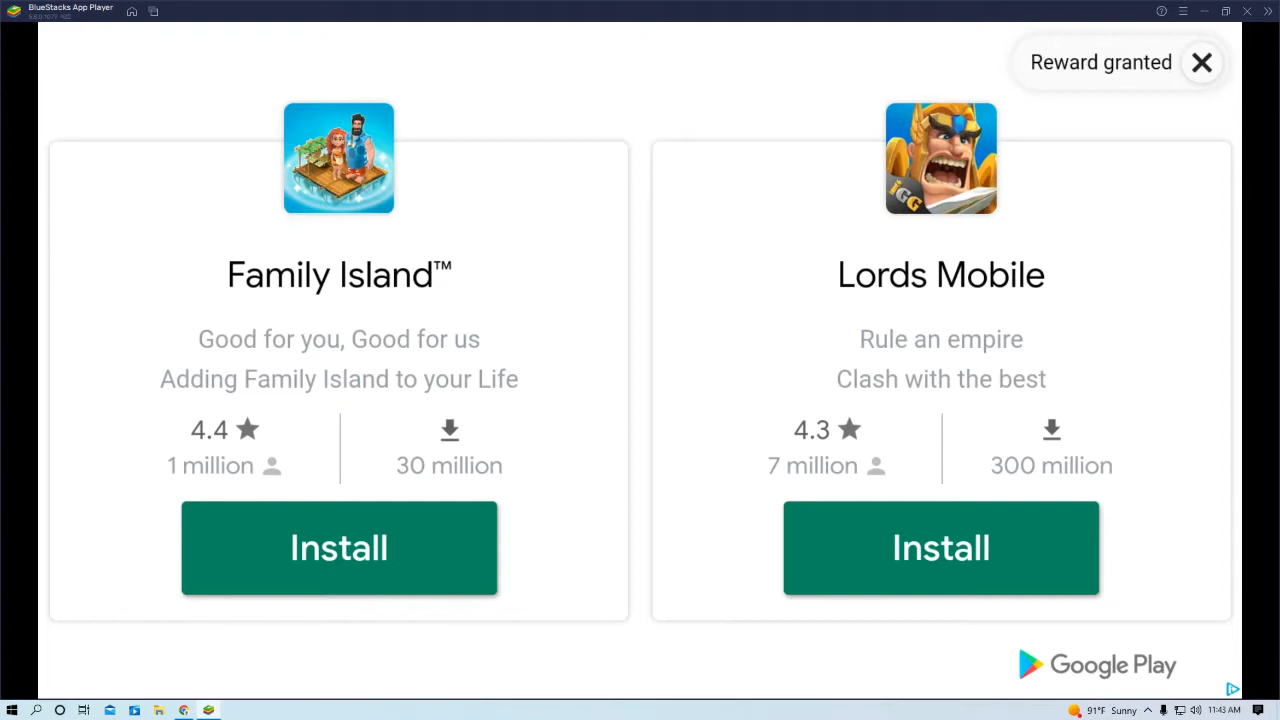 BlueStacks App Player
Reward granted
Family Island™
Good for you, Good for us
Adding Family Island to your Life
4.4
1 million
30 million
Install
IGG
Lords Mobile
Rule an empire
Clash with the best
4.3
7 million
300 million
Install
Google Play
91°F Sunny
11:43 AM